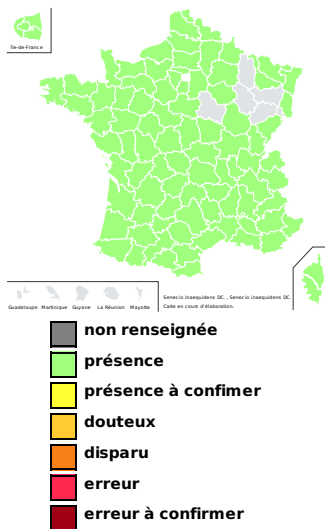 Île-de-France
Guadeloupe Martinique Guyane La Réunion Mayotte
Senecio inaequidens DC., Senecio inaequidens DC.
Carte en cours d'élaboration.
non renseignée
présence
présence à confimer
douteux
disparu
erreur
erreur à confirmer